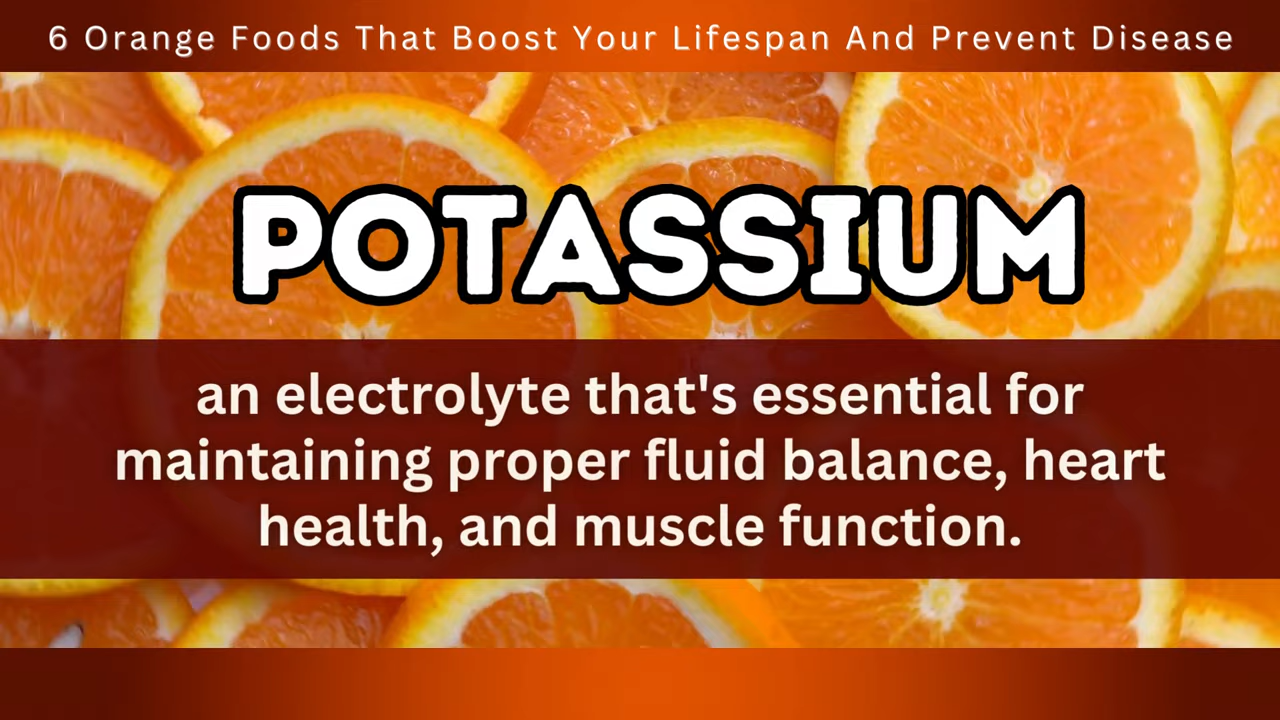 6 Orange Foods That Boost Your Lifespan And Prevent Disease
POTASSIUM
an electrolyte that's essential for
maintaining proper fluid balance, heart
health, and muscle function.